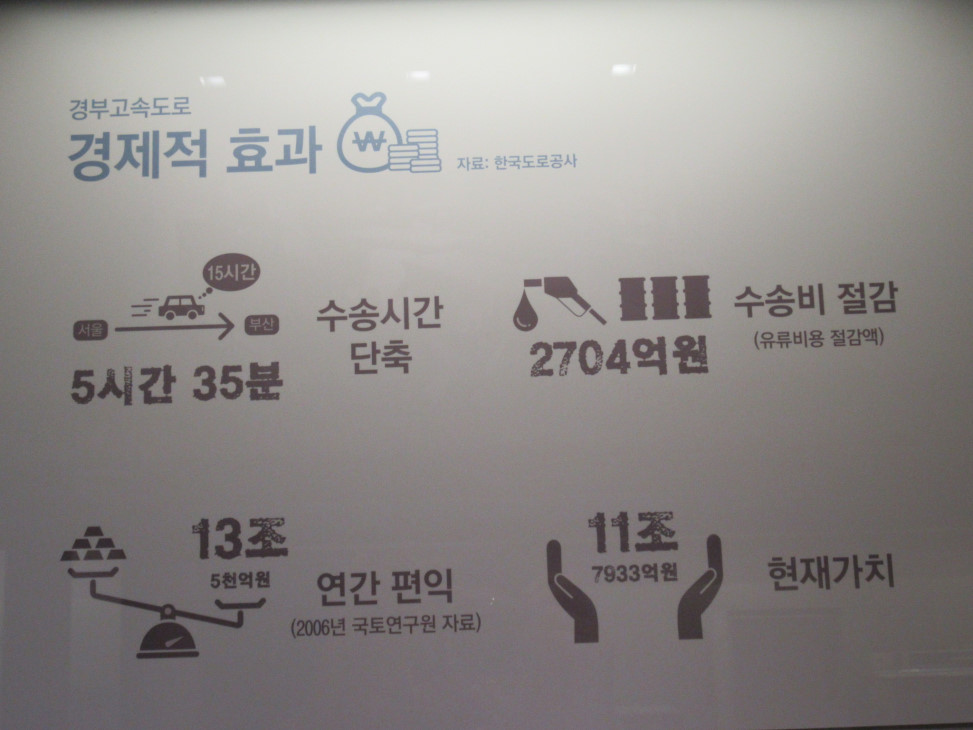 경부고속도로
경제적 효과
₩
자료: 한국도로공사
15시간
서울
부산
5시간 35분
수송시간
단축
2704억원
수송비 절감
(유류비용 절감액)
13조
5천억원
연간 편익
(2006년 국토연구원 자료)
11조
7933억원
현재가치